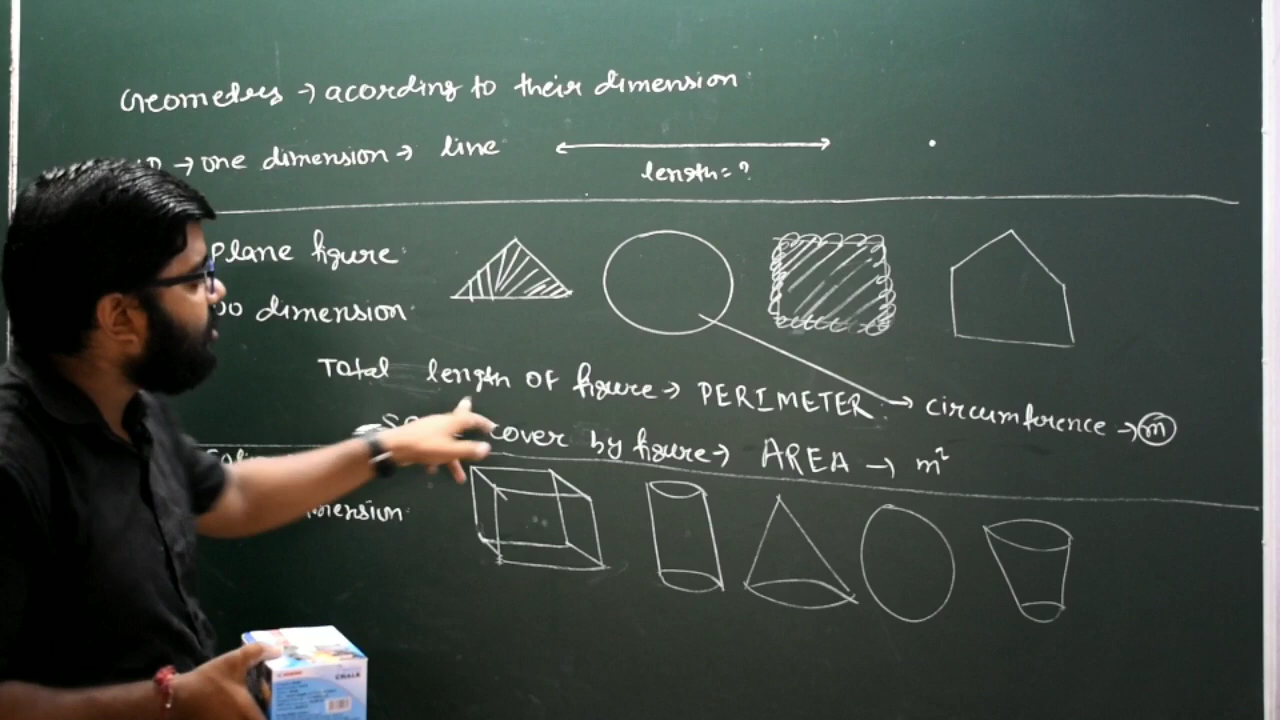 Geometry → acording to their dimension
→ one dimension → line
length = ?
Plane figure
dimension
Total length of figure → PERIMETER → circumference → m
cover by figure → AREA → m²
CHALK